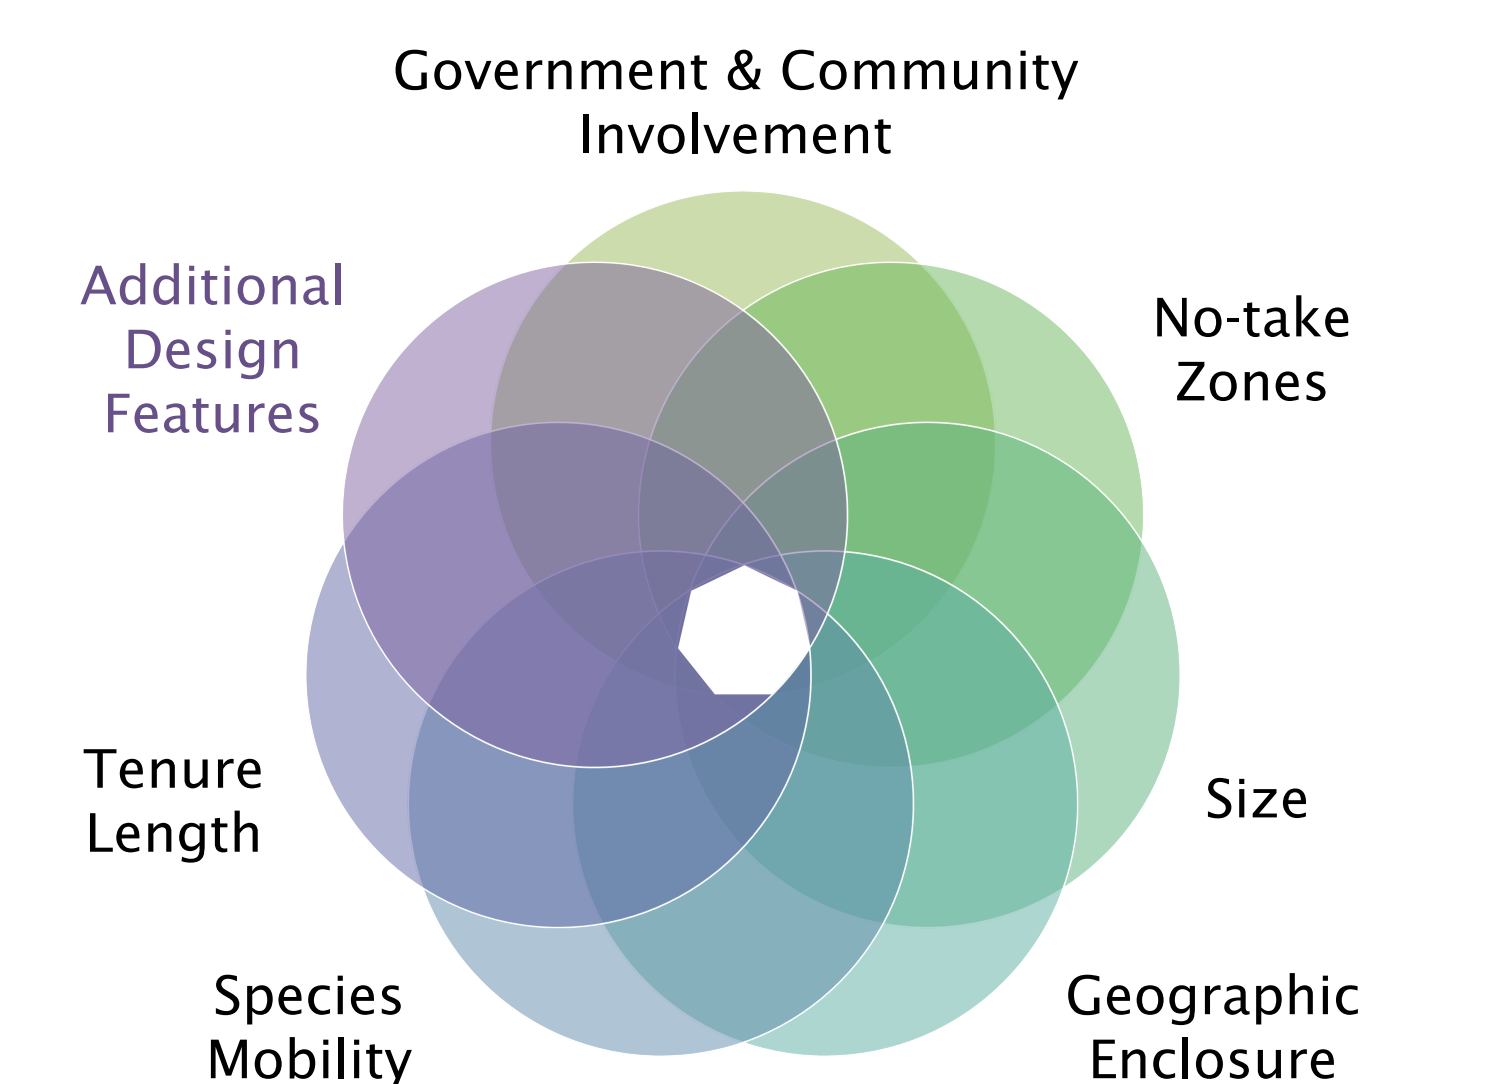 Government & Community
Involvement
Additional
Design
Features
No-take
Zones
Tenure
Length
Size
Species
Mobility
Geographic
Enclosure